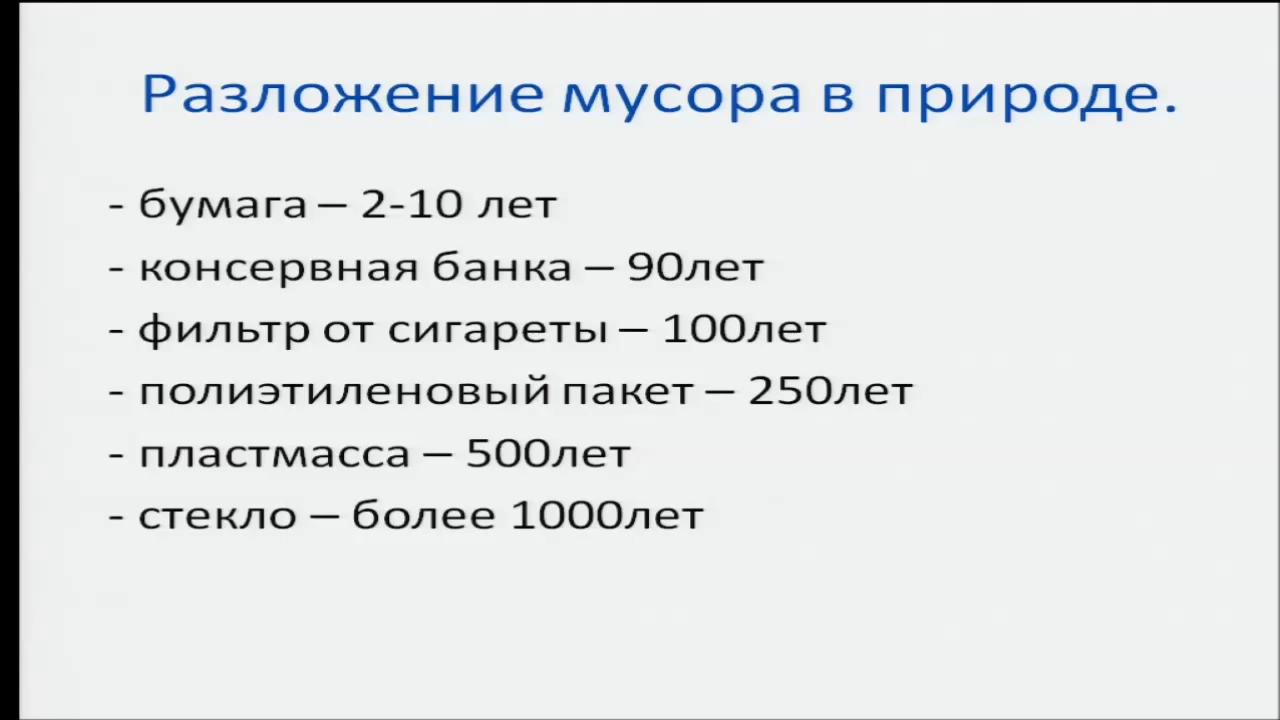 Разложение мусора в природе.
- бумага – 2-10 лет
- консервная банка – 90лет
- фильтр от сигареты – 100лет
- полиэтиленовый пакет – 250лет
- пластмасса – 500лет
- стекло – более 1000лет